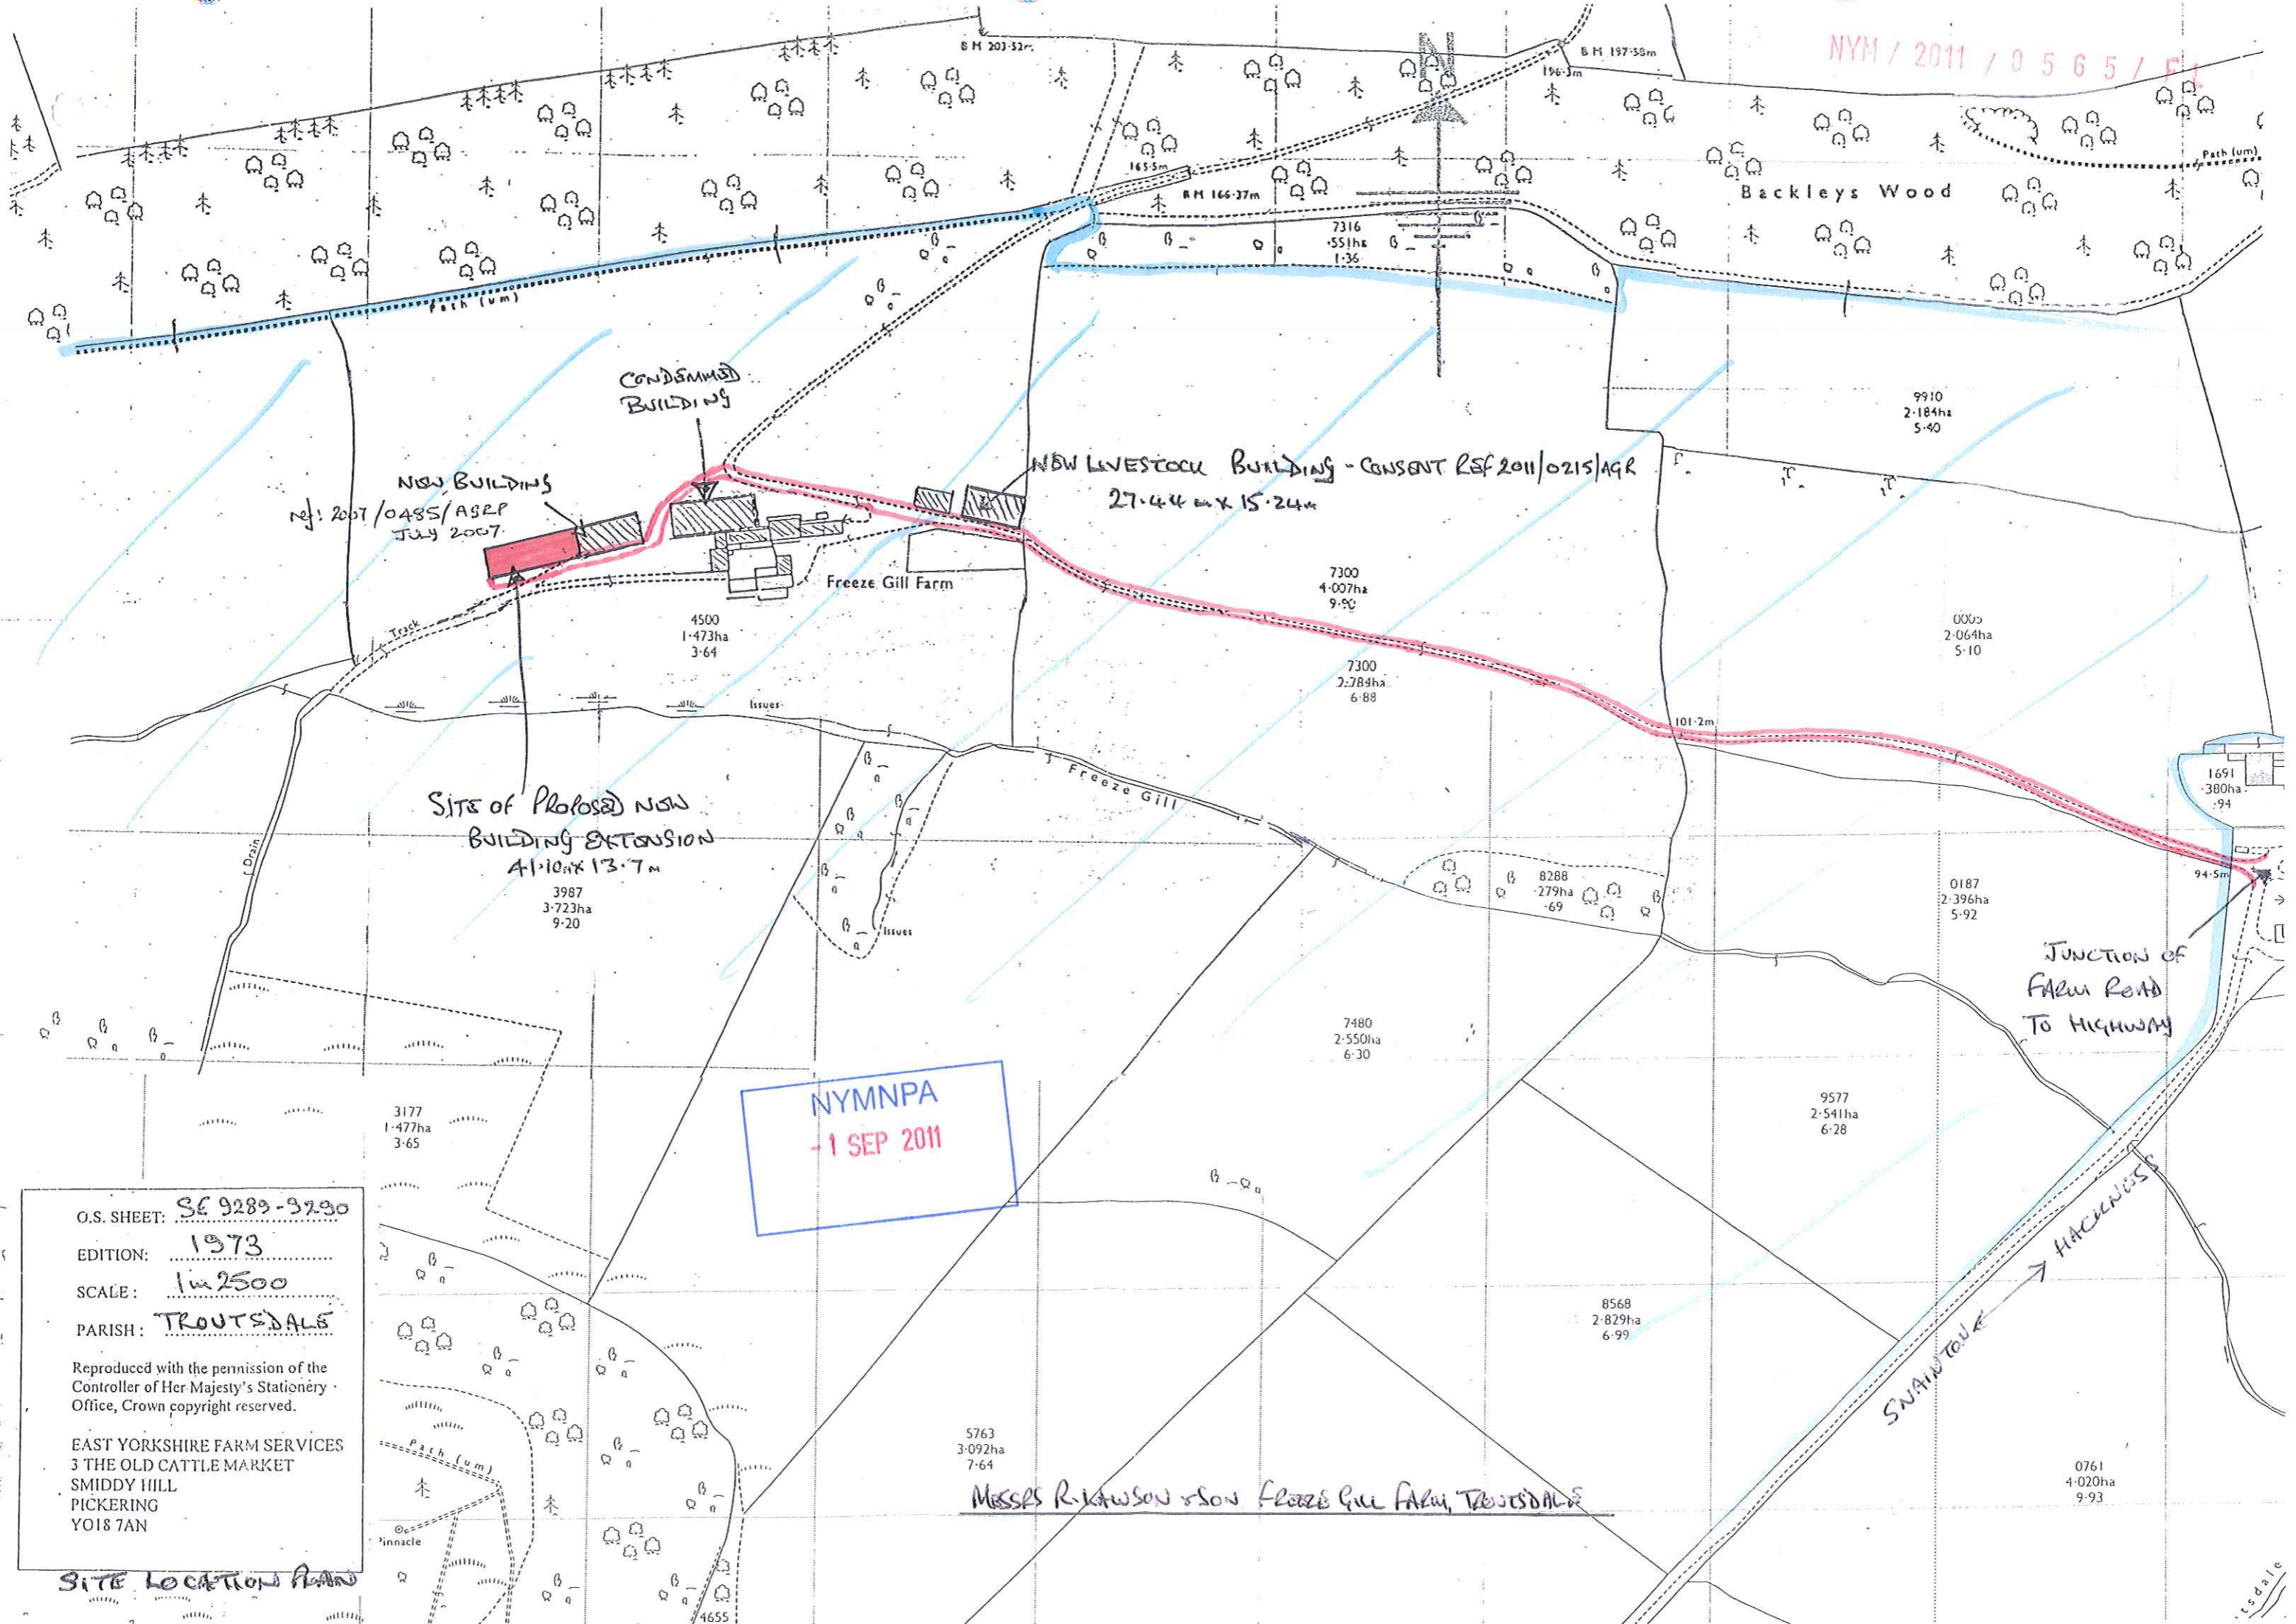 NYM / 2011 / 0 5 6 5 / F L
B M 203·52m
B M 197·58m
196·3m
N
165·5m
B M 166·37m
Path (um)
Backleys Wood
7316
·551ha
1·36
Path (um)
CONDEMMED
BUILDING
9910
2·184ha
5·40
NEW BUILDING
ref: 2007/0485/AGRP
JULY 2007
NEW LIVESTOCK BUILDING - CONSENT REF 2011/0215/AGR
27·44m x 15·24m
Freeze Gill Farm
7300
4·007ha
9·90
Track
4500
1·473ha
3·64
0005
2·064ha
5·10
7300
2·784ha
6·88
Issues
101·2m
Freeze Gill
1691
·380ha
·94
SITE OF PROPOSED NEW
BUILDING EXTENSION
41·10m x 13·7m
Drain
3987
3·723ha
9·20
8288
·279ha
·69
0187
2·396ha
5·92
94·5m
Issues
JUNCTION OF
FARM ROAD
TO HIGHWAY
7480
2·550ha
6·30
NYMNPA
-1 SEP 2011
3177
1·477ha
3·65
9577
2·541ha
6·28
HACKNESS
SNAINTON
O.S. SHEET: SE 9289-9290
EDITION: 1973
SCALE: 1 in 2500
PARISH: TROUTSDALE
Reproduced with the permission of the
Controller of Her Majesty's Stationery
Office, Crown copyright reserved.
EAST YORKSHIRE FARM SERVICES
3 THE OLD CATTLE MARKET
SMIDDY HILL
PICKERING
YO18 7AN
8568
2·829ha
6·99
Path (um)
Pinnacle
5763
3·092ha
7·64
0761
4·020ha
9·93
MESSRS R. LAWSON & SON FREEZE GILL FARM, TROUTSDALE
SITE LOCATION PLAN
4655